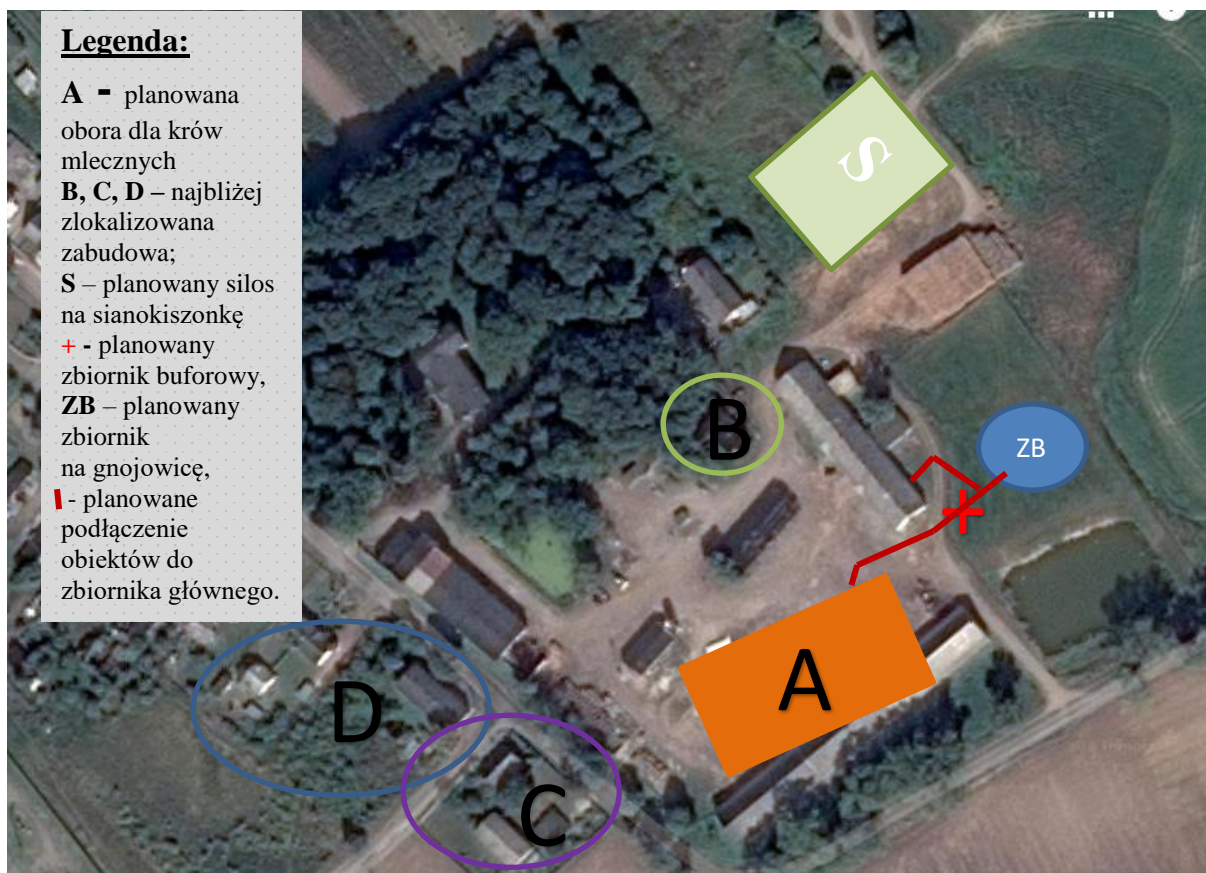 Legenda:
A - planowana
obora dla krów
mlecznych
B, C, D – najbliżej
zlokalizowana
zabudowa;
S – planowany silos
na sianokiszonkę
+ - planowany
zbiornik buforowy,
ZB – planowany
zbiornik
na gnojowicę,
- planowane
podłączenie
obiektów do
zbiornika głównego.
S
B
ZB
A
D
C